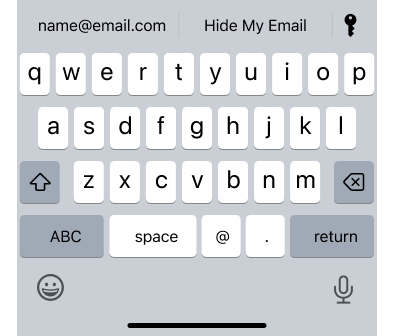 name@email.com Hide My Email
q w e r t y u i o p
a s d f g h j k l
z x c v b n m
ABC space @ . return